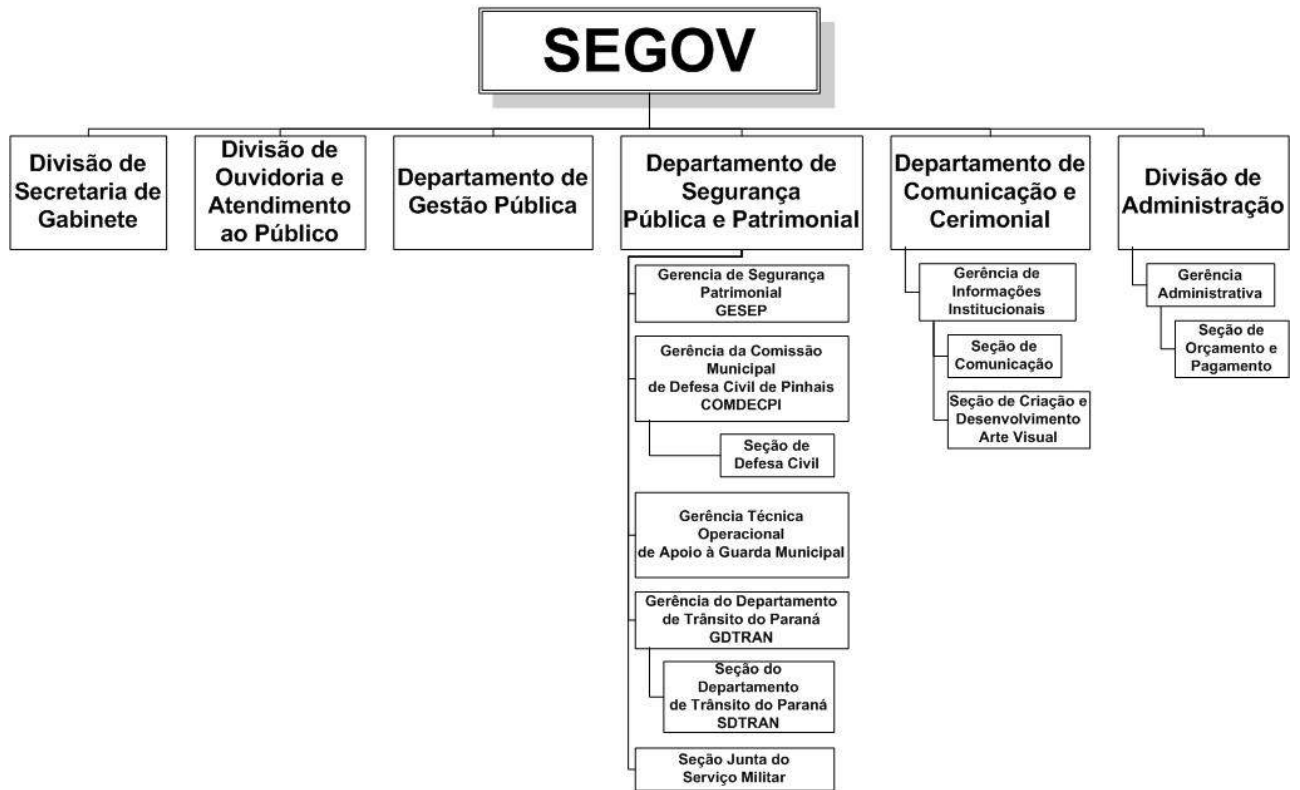 SEGOV
Divisão de
Secretaria de
Gabinete
Divisão de
Ouvidoria e
Atendimento
ao Público
Departamento de
Gestão Pública
Departamento de
Segurança
Pública e Patrimonial
Departamento de
Comunicação e
Cerimonial
Divisão de
Administração
Gerencia de Segurança
Patrimonial
GESEP
Gerência da Comissão
Municipal
de Defesa Civil de Pinhais
COMDECPI
Seção de
Defesa Civil
Gerência Técnica
Operacional
de Apoio à Guarda Municipal
Gerência do Departamento
de Trânsito do Paraná
GDTRAN
Seção do
Departamento
de Trânsito do Paraná
SDTRAN
Seção Junta do
Serviço Militar
Gerência de
Informações
Institucionais
Seção de
Comunicação
Seção de Criação e
Desenvolvimento
Arte Visual
Gerência
Administrativa
Seção de
Orçamento e
Pagamento